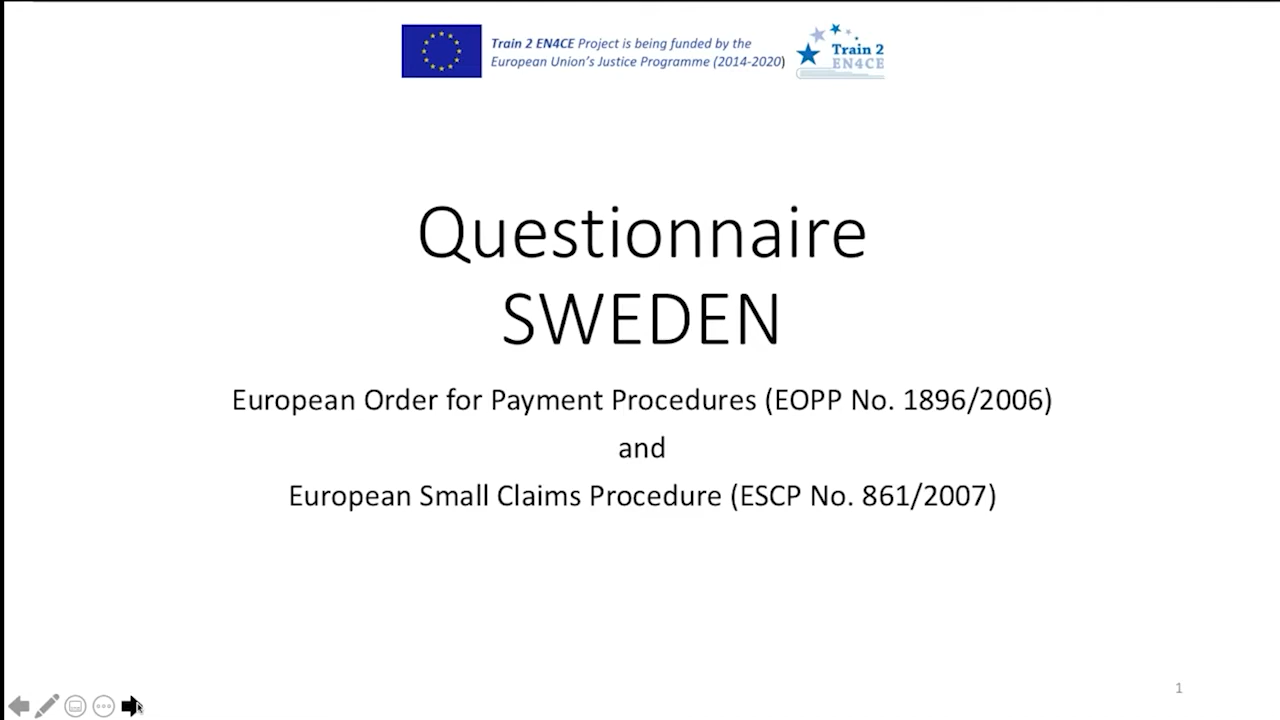 Train 2 EN4CE Project is being funded by the
European Union's Justice Programme (2014-2020)
Train 2
EN4CE
Questionnaire
SWEDEN
European Order for Payment Procedures (EOPP No. 1896/2006)
and
European Small Claims Procedure (ESCP No. 861/2007)
1